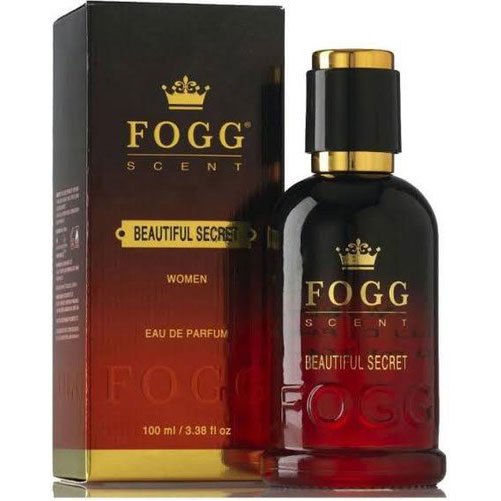 FOGG®
SCENT
BEAUTIFUL SECRET
WOMEN
EAU DE PARFUM
FOGG
100 ml / 3.38 fl oz
FOGG
SCENT
BEAUTIFUL SECRET
FOGG